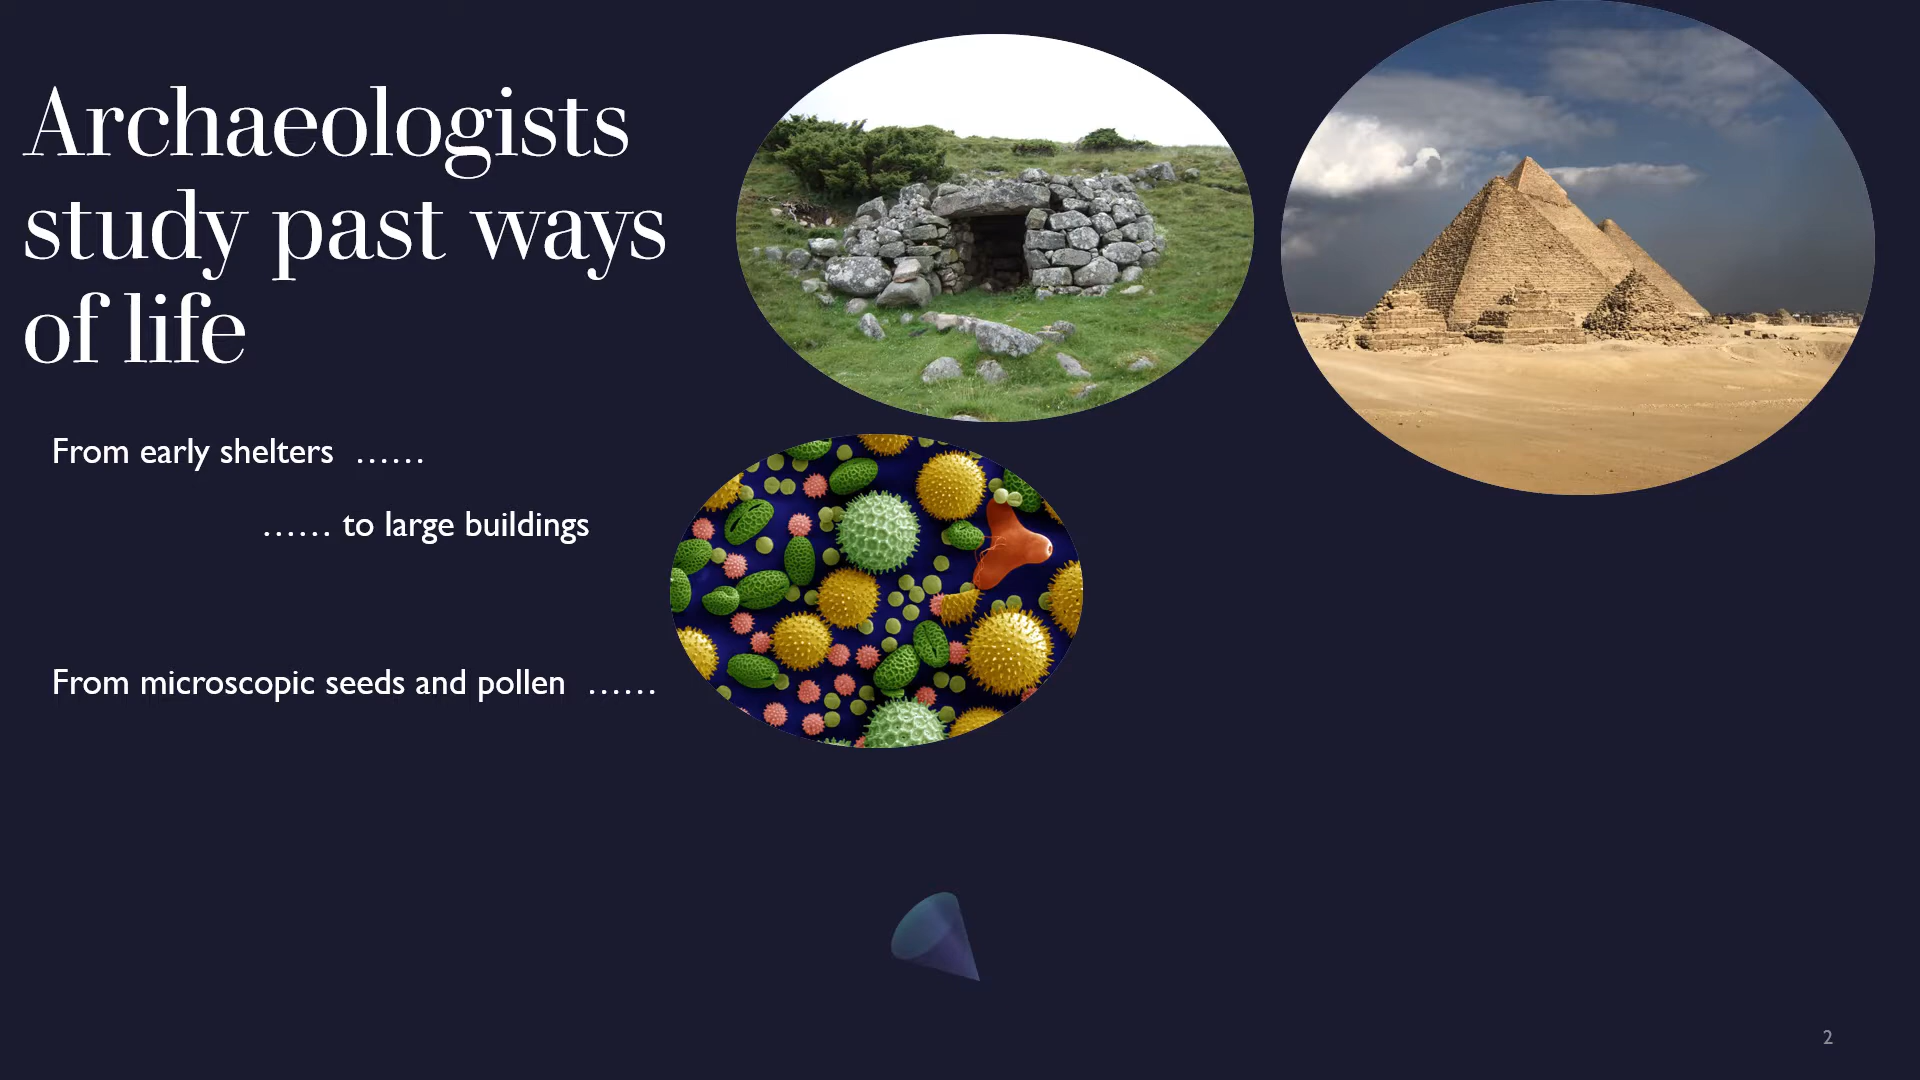 Archaeologists
study past ways
of life
From early shelters ......
...... to large buildings
From microscopic seeds and pollen ......
2